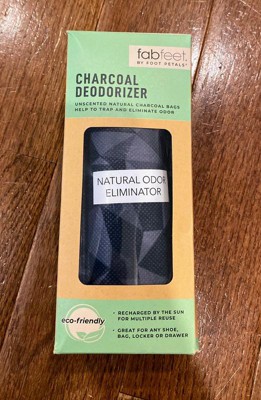 fabfeet.
BY FOOT PETALS®
CHARCOAL
DEODORIZER
UNSCENTED NATURAL CHARCOAL BAGS
HELP TO TRAP AND ELIMINATE ODOR
NATURAL ODOR
ELIMINATOR
eco-friendly
• RECHARGED BY THE SUN
FOR MULTIPLE REUSE
• GREAT FOR ANY SHOE,
BAG, LOCKER OR DRAWER